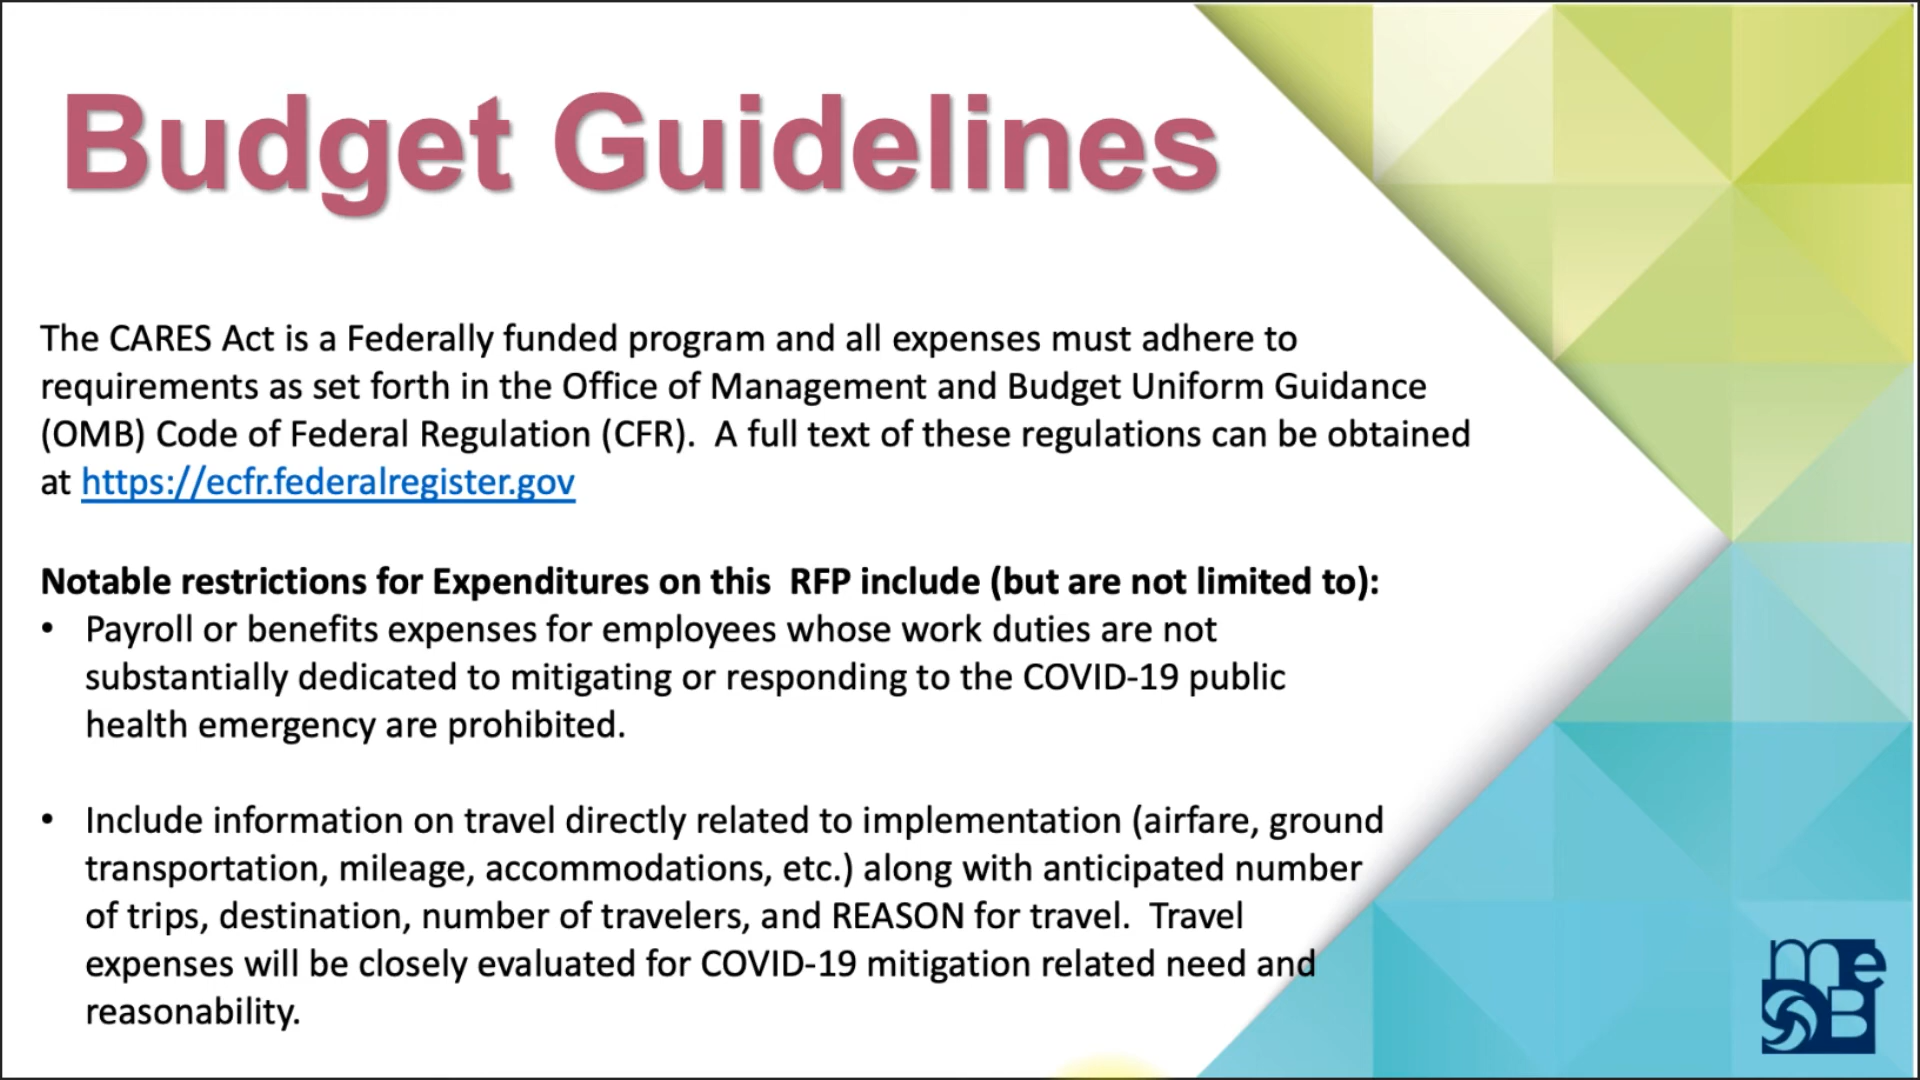 Budget Guidelines
The CARES Act is a Federally funded program and all expenses must adhere to
requirements as set forth in the Office of Management and Budget Uniform Guidance
(OMB) Code of Federal Regulation (CFR).  A full text of these regulations can be obtained
at https://ecfr.federalregister.gov
Notable restrictions for Expenditures on this  RFP include (but are not limited to):
• Payroll or benefits expenses for employees whose work duties are not
substantially dedicated to mitigating or responding to the COVID-19 public
health emergency are prohibited.
• Include information on travel directly related to implementation (airfare, ground
transportation, mileage, accommodations, etc.) along with anticipated number
of trips, destination, number of travelers, and REASON for travel.  Travel
expenses will be closely evaluated for COVID-19 mitigation related need and
reasonability.
me
B